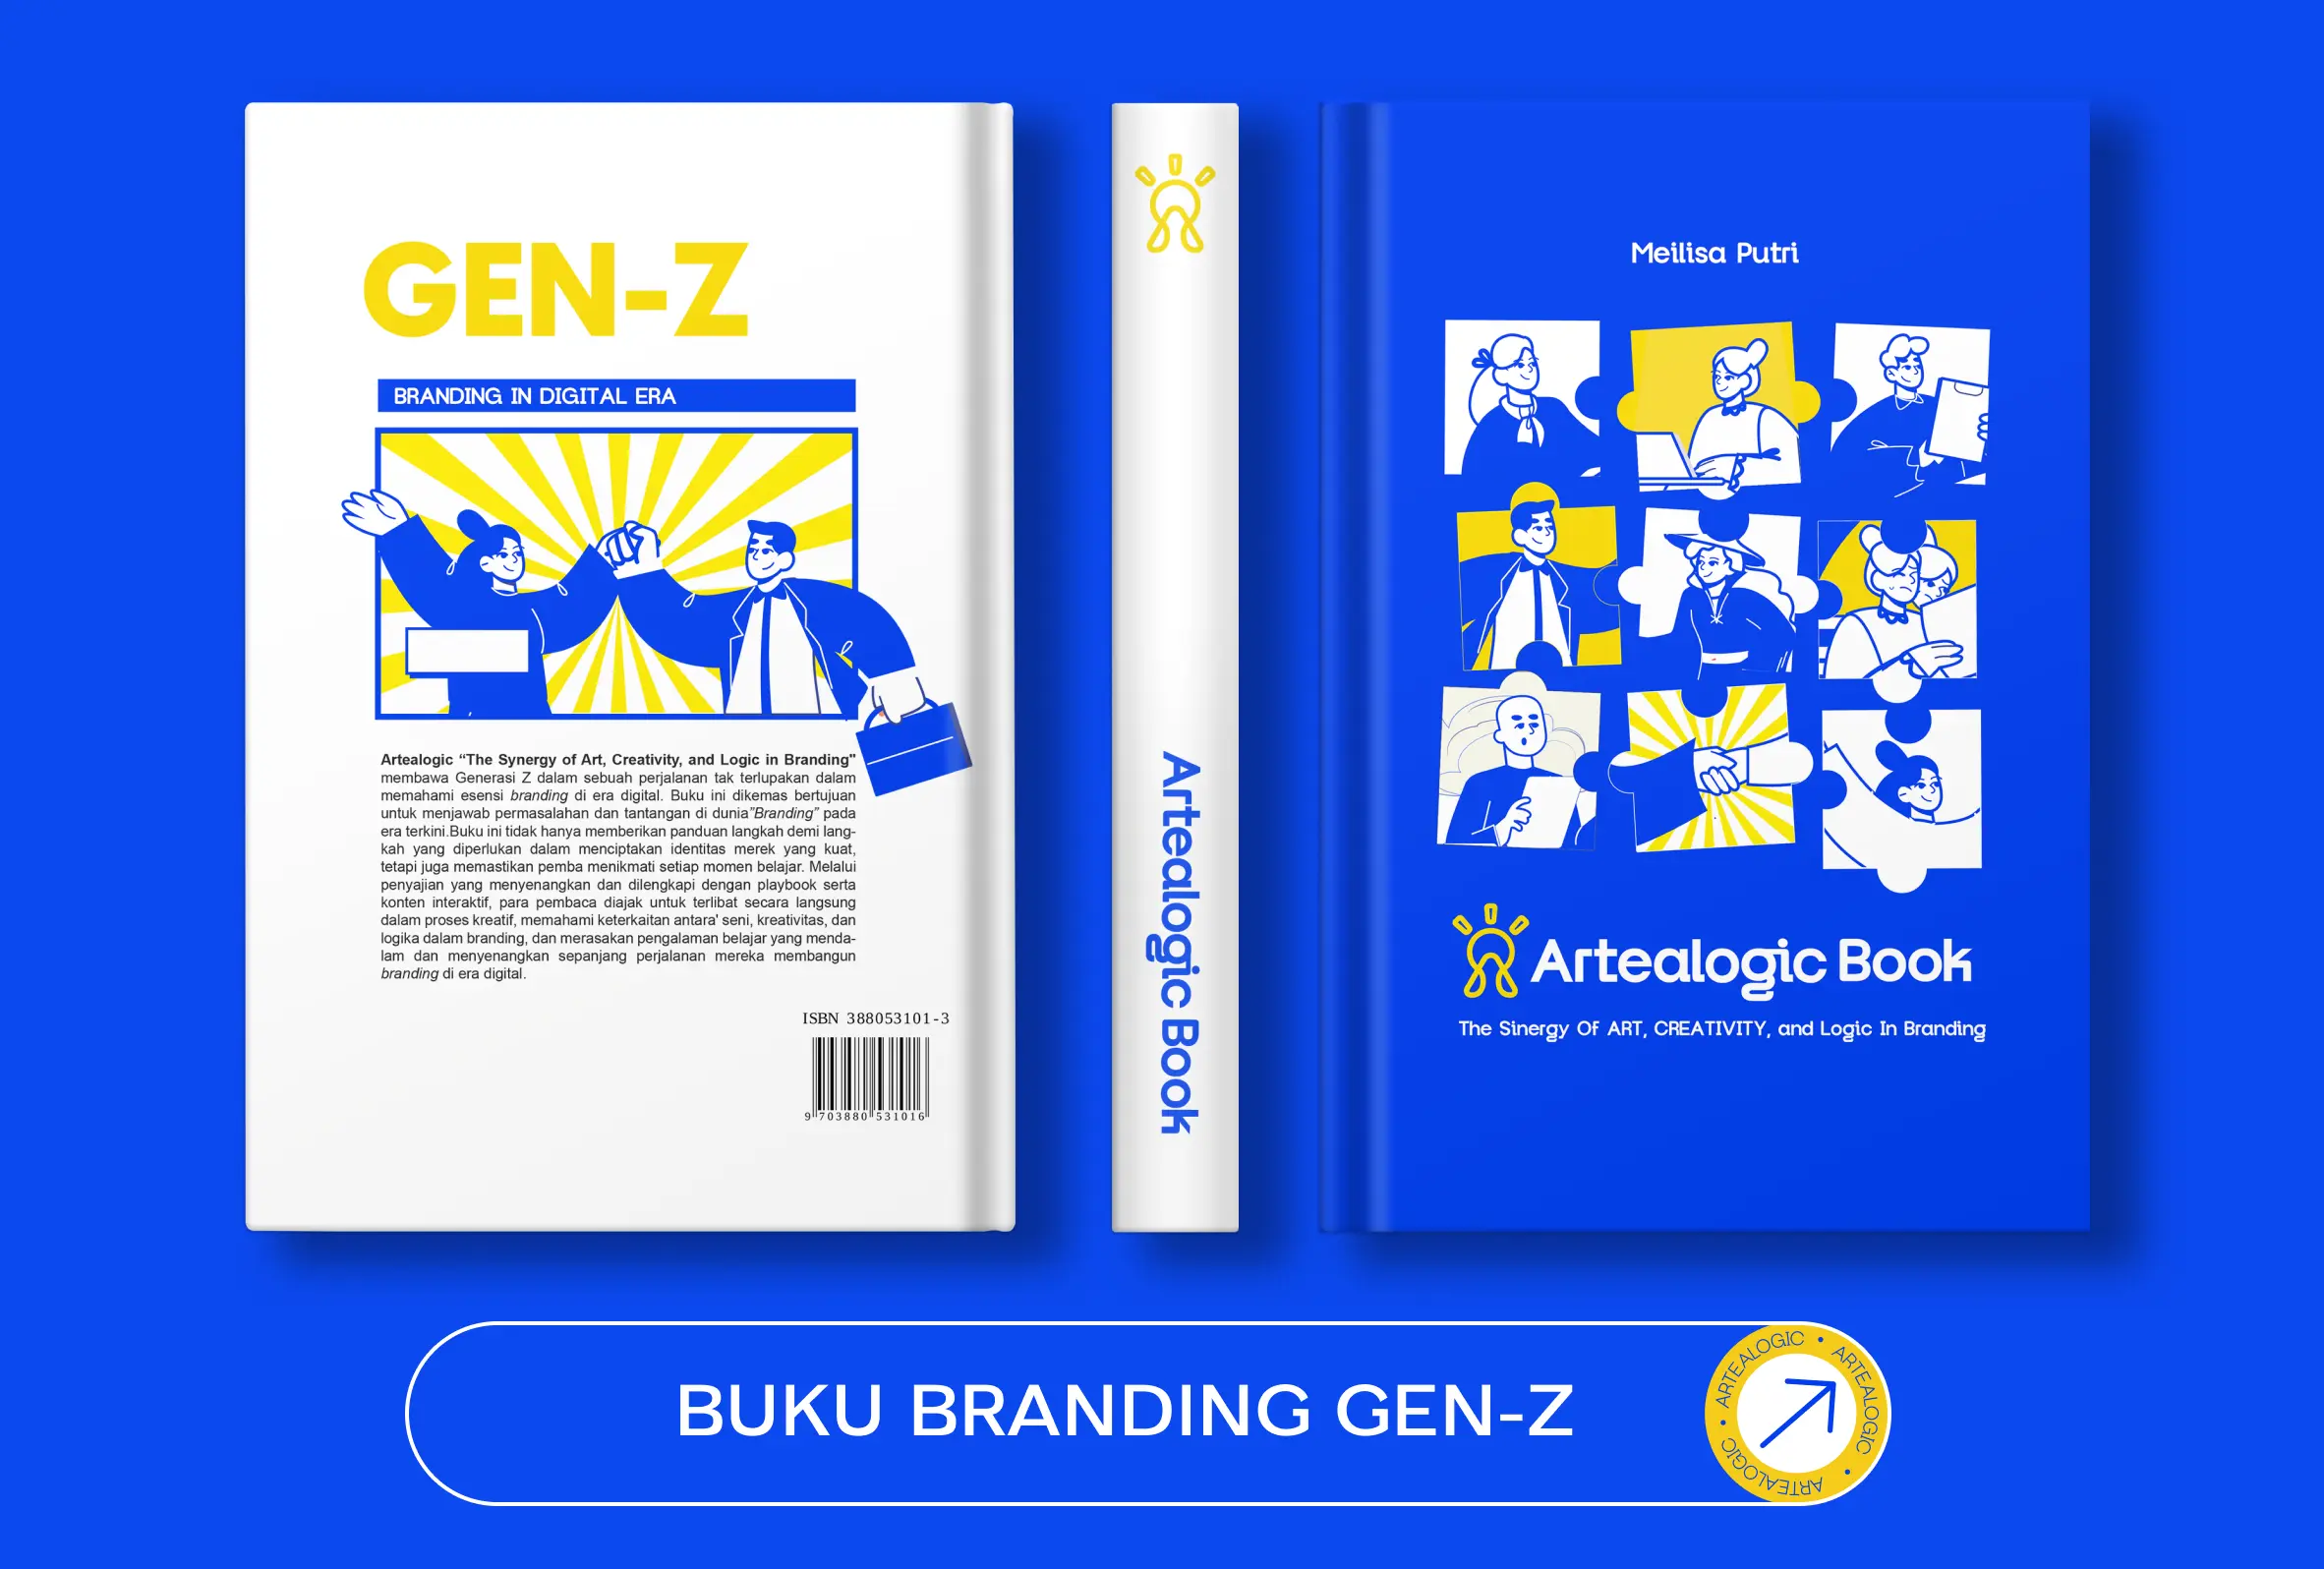 GEN-Z
BRANDING IN DIGITAL ERA
Artealogic “The Synergy of Art, Creativity, and Logic in Branding"
membawa Generasi Z dalam sebuah perjalanan tak terlupakan dalam
memahami esensi branding di era digital. Buku ini dikemas bertujuan
untuk menjawab permasalahan dan tantangan di dunia"Branding" pada
era terkini.Buku ini tidak hanya memberikan panduan langkah demi lang-
kah yang diperlukan dalam menciptakan identitas merek yang kuat,
tetapi juga memastikan pemba menikmati setiap momen belajar. Melalui
penyajian yang menyenangkan dan dilengkapi dengan playbook serta
konten interaktif, para pembaca diajak untuk terlibat secara langsung
dalam proses kreatif, memahami keterkaitan antara' seni, kreativitas, dan
logika dalam branding, dan merasakan pengalaman belajar yang menda-
lam dan menyenangkan sepanjang perjalanan mereka membangun
branding di era digital.
ISBN 388053101-3
9 703880 531016
Artealogic Book
Meilisa Putri
Artealogic Book
The Sinergy Of ART, CREATIVITY, and Logic In Branding
BUKU BRANDING GEN-Z
ARTEALOGIC • ARTEALOGIC • ARTEALOGIC • ARTEALOGIC